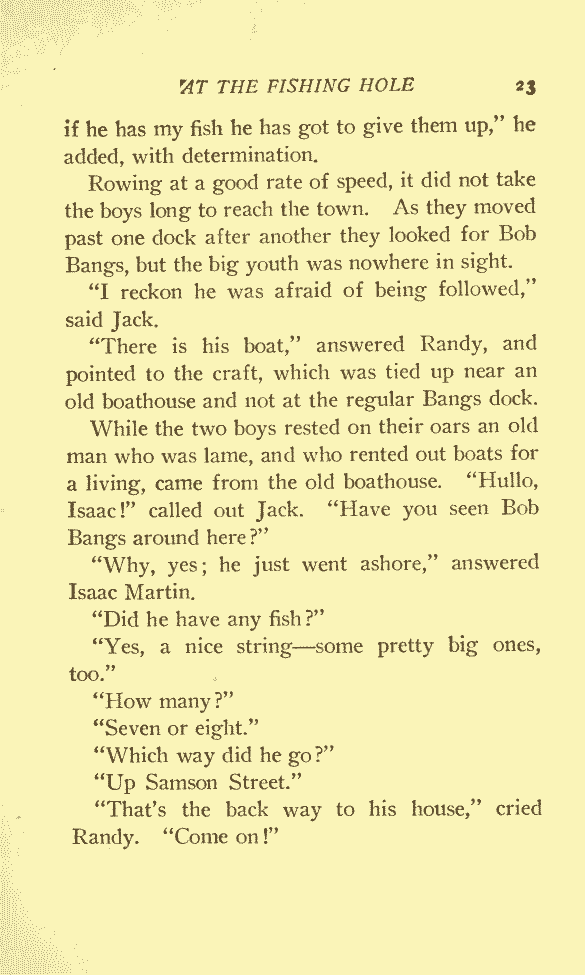 AT THE FISHING HOLE 23
if he has my fish he has got to give them up,” he
added, with determination.
Rowing at a good rate of speed, it did not take
the boys long to reach the town. As they moved
past one dock after another they looked for Bob
Bangs, but the big youth was nowhere in sight.
“I reckon he was afraid of being followed,”
said Jack.
“There is his boat,” answered Randy, and
pointed to the craft, which was tied up near an
old boathouse and not at the regular Bangs dock.
While the two boys rested on their oars an old
man who was lame, and who rented out boats for
a living, came from the old boathouse. “Hullo,
Isaac!” called out Jack. “Have you seen Bob
Bangs around here?”
“Why, yes; he just went ashore,” answered
Isaac Martin.
“Did he have any fish?”
“Yes, a nice string—some pretty big ones,
too.”
“How many?”
“Seven or eight.”
“Which way did he go?”
“Up Samson Street.”
“That’s the back way to his house,” cried
Randy. “Come on!”